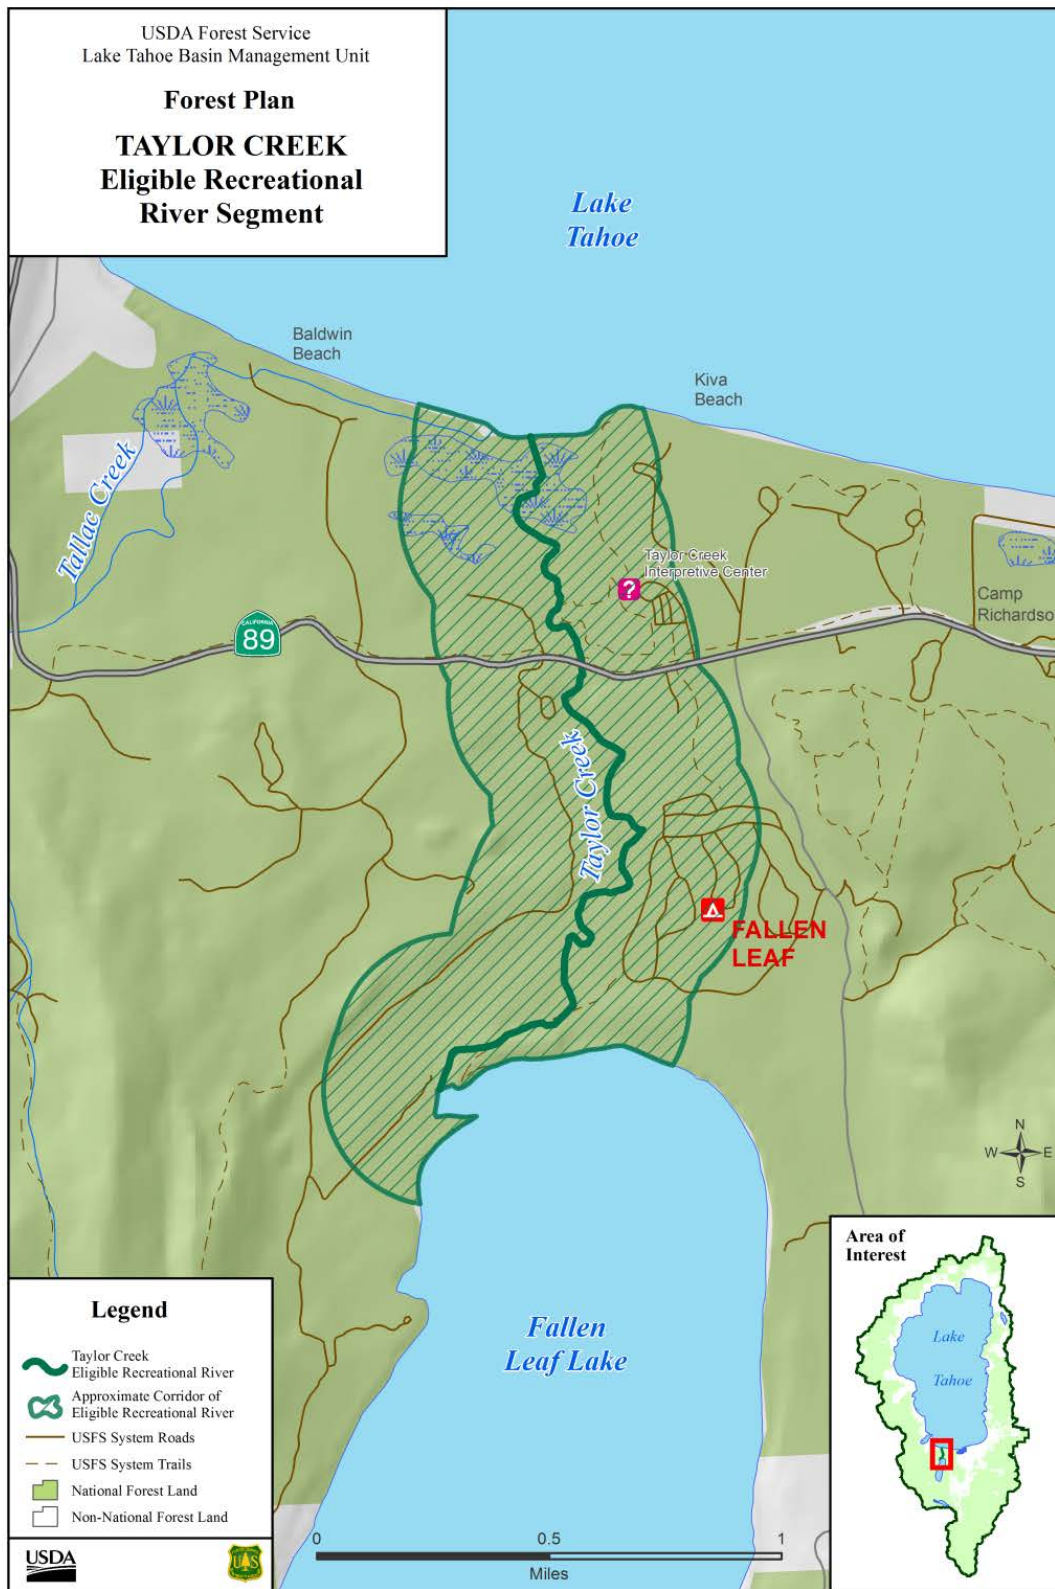 USDA Forest Service
Lake Tahoe Basin Management Unit
Forest Plan
TAYLOR CREEK
Eligible Recreational
River Segment
Lake
Tahoe
Baldwin
Beach
Kiva
Beach
Tallac Creek
Taylor Creek
Interpretive Center
Camp
Richardso
CALIFORNIA
89
?
Taylor Creek
FALLEN
LEAF
N
W
E
S
Fallen
Leaf Lake
Area of
Interest
Lake
Tahoe
Legend
Taylor Creek
Eligible Recreational River
Approximate Corridor of
Eligible Recreational River
USFS System Roads
USFS System Trails
National Forest Land
Non-National Forest Land
USDA
U S
0
0.5
1
Miles